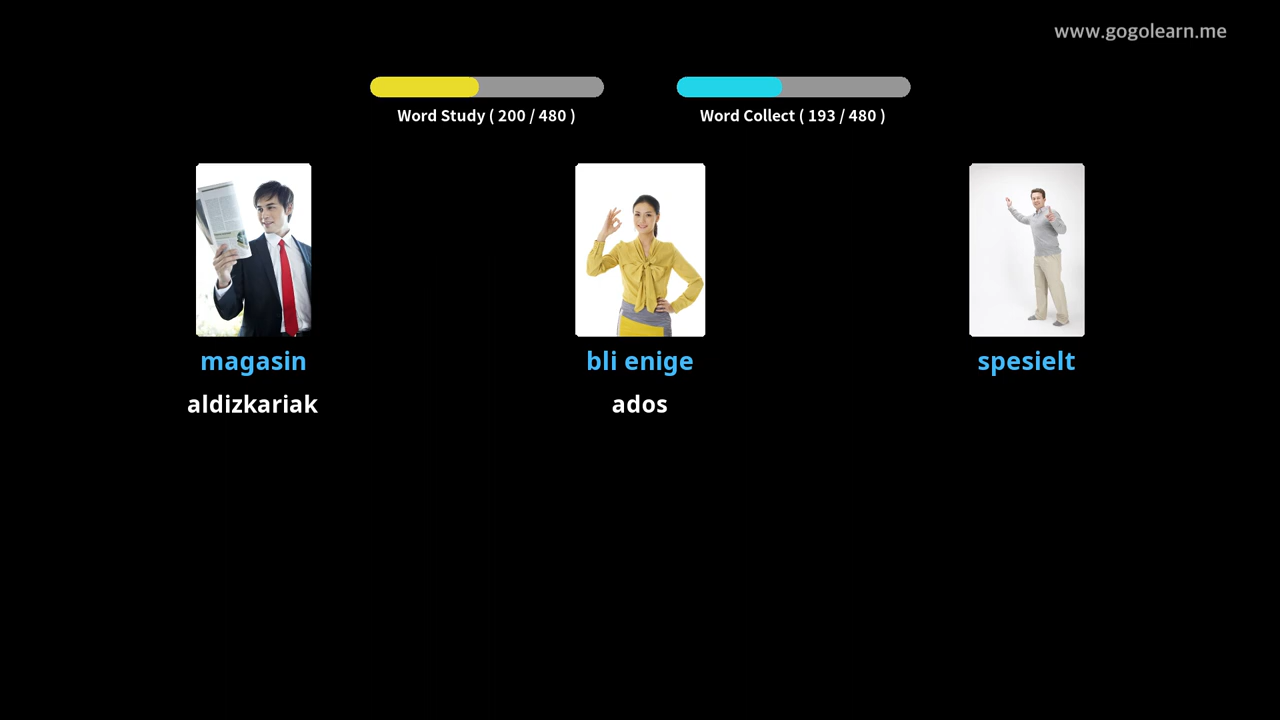 www.gogolearn.me
Word Study ( 200 / 480 )
Word Collect ( 193 / 480 )
magasin
bli enige
spesielt
aldizkariak
ados